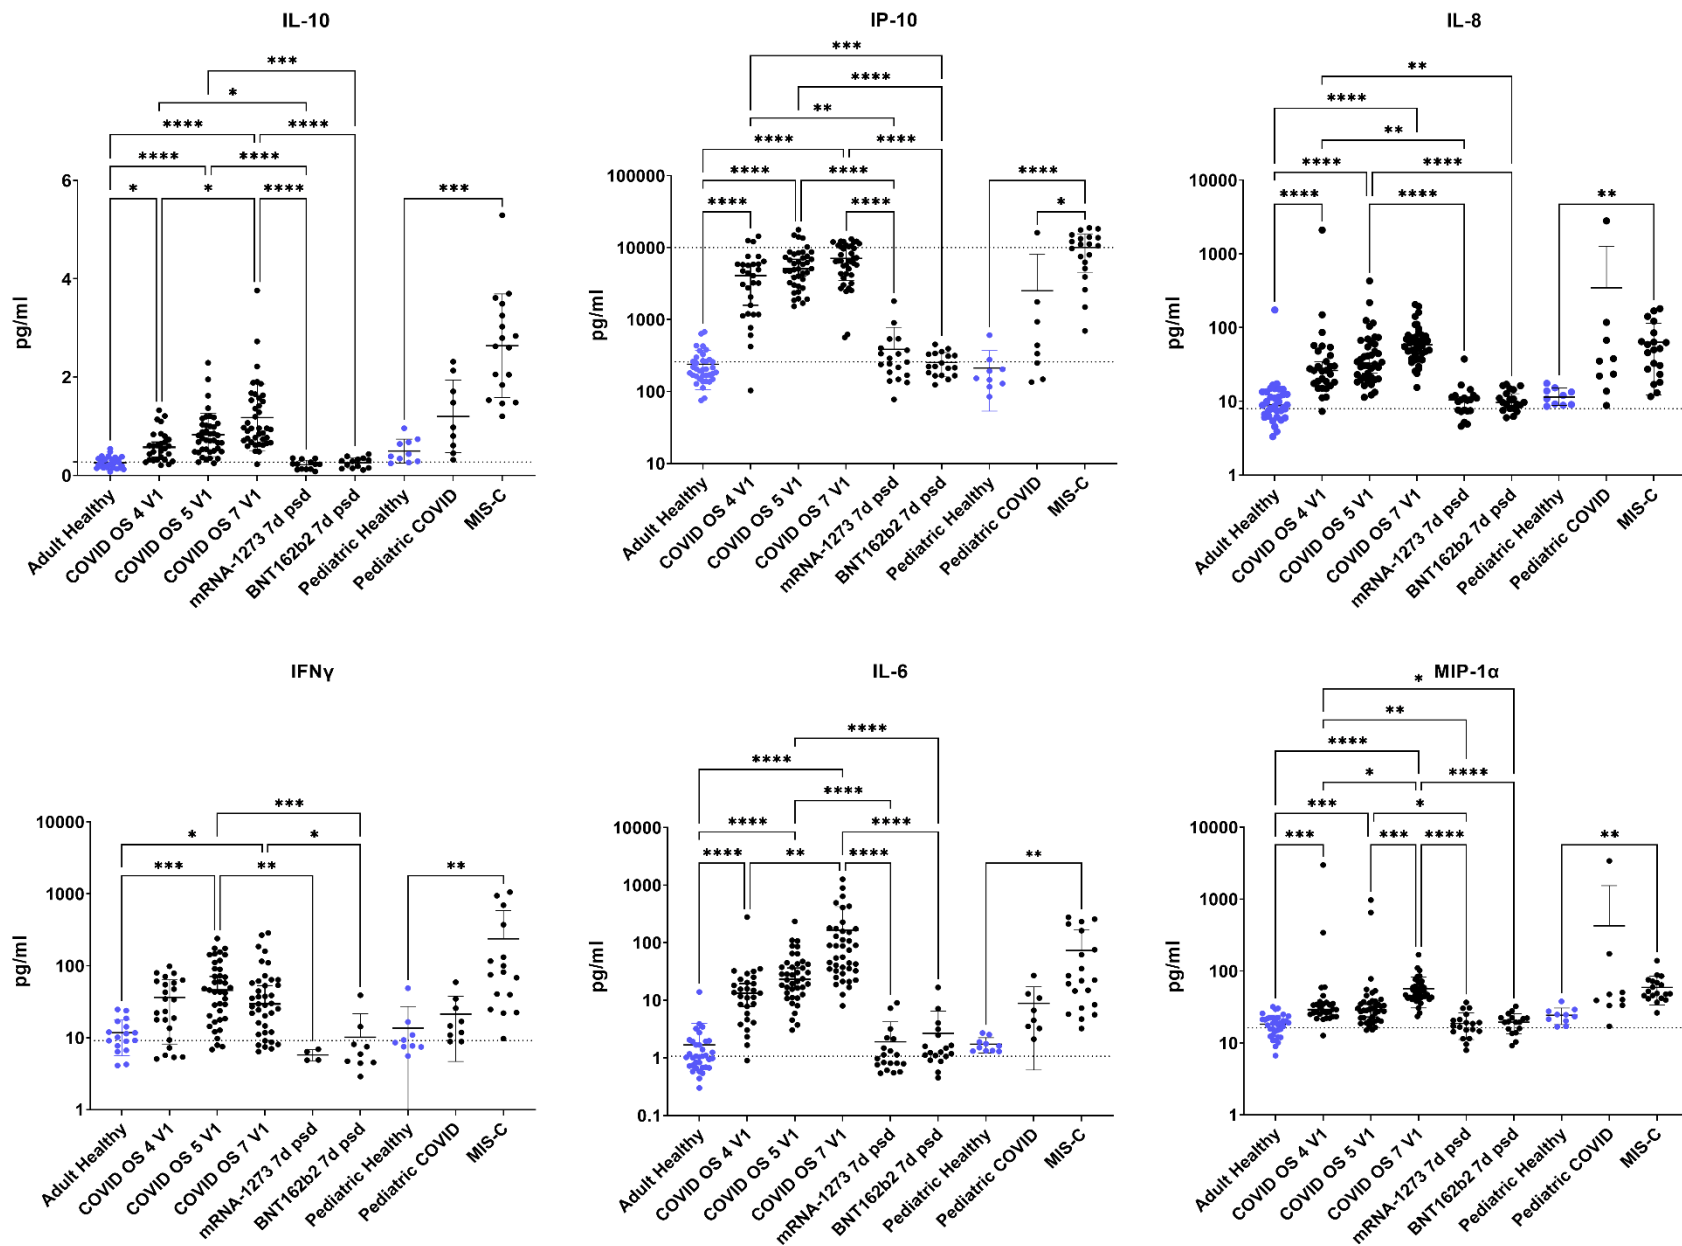 IL-10
***
*
**** ****
**** ****
* * ****
***
6
4
2
0
pg/ml
Adult Healthy
COVID OS 4 V1
COVID OS 5 V1
COVID OS 7 V1
mRNA-1273 7d psd
BNT162b2 7d psd
Pediatric Healthy
Pediatric COVID
MIS-C
IP-10
***
****
**
**** ****
**** **** ****
**** **** *
100000
10000
1000
100
10
pg/ml
Adult Healthy
COVID OS 4 V1
COVID OS 5 V1
COVID OS 7 V1
mRNA-1273 7d psd
BNT162b2 7d psd
Pediatric Healthy
Pediatric COVID
MIS-C
IL-8
**
****
**
**** ****
**** **** **
10000
1000
100
10
1
pg/ml
Adult Healthy
COVID OS 4 V1
COVID OS 5 V1
COVID OS 7 V1
mRNA-1273 7d psd
BNT162b2 7d psd
Pediatric Healthy
Pediatric COVID
MIS-C
IFNγ
***
* *
*** ** **
10000
1000
100
10
1
pg/ml
Adult Healthy
COVID OS 4 V1
COVID OS 5 V1
COVID OS 7 V1
mRNA-1273 7d psd
BNT162b2 7d psd
Pediatric Healthy
Pediatric COVID
MIS-C
IL-6
****
****
****
**** ****
**** ** **** **
10000
1000
100
10
1
0.1
pg/ml
Adult Healthy
COVID OS 4 V1
COVID OS 5 V1
COVID OS 7 V1
mRNA-1273 7d psd
BNT162b2 7d psd
Pediatric Healthy
Pediatric COVID
MIS-C
MIP-1α
*
**
****
* ****
*** *
*** *** **** **
10000
1000
100
10
1
pg/ml
Adult Healthy
COVID OS 4 V1
COVID OS 5 V1
COVID OS 7 V1
mRNA-1273 7d psd
BNT162b2 7d psd
Pediatric Healthy
Pediatric COVID
MIS-C